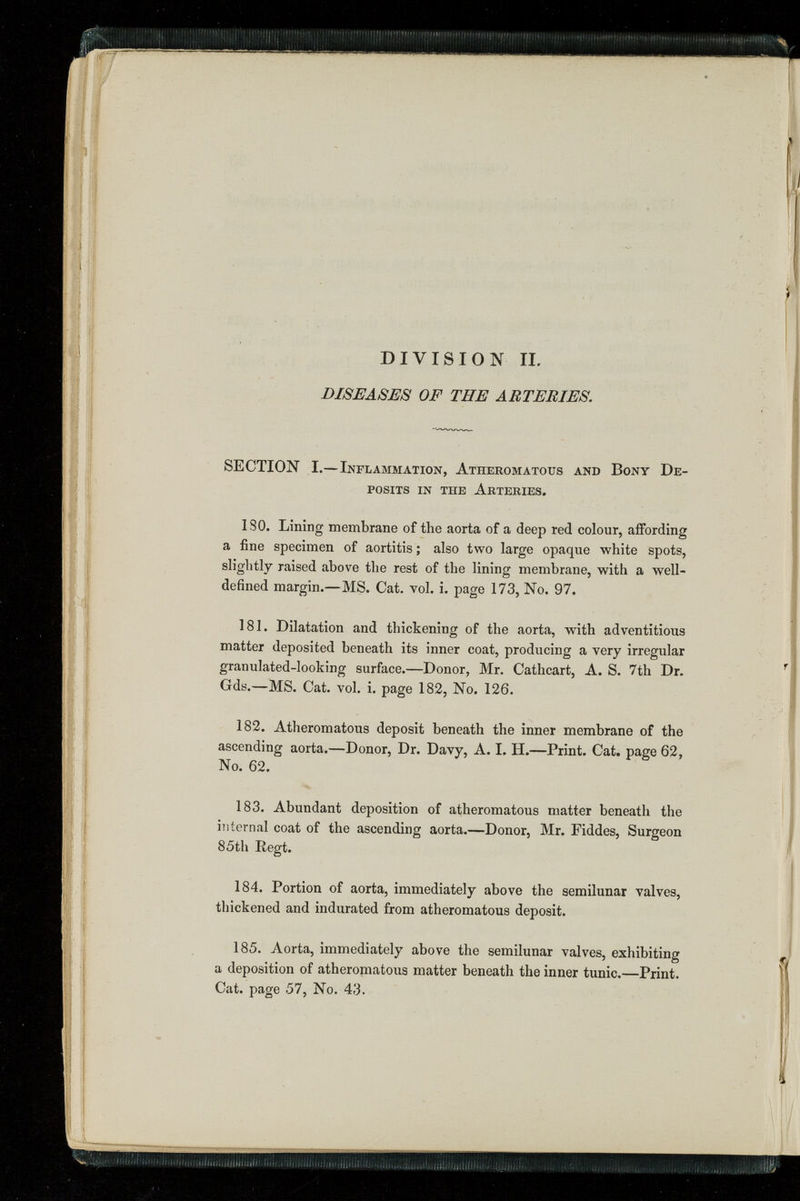 DIVISION II.
DISEASES OF THE ARTERIES.
SECTION I.—Inflammation, Atheromatous and Bony De-
posits in the Arteries.
180. Lining membrane of the aorta of a deep red colour, affording
a fine specimen of aortitis; also two large opaque white spots,
slightly raised above the rest of the lining membrane, with a well-
defined margin.—MS. Cat. vol. i. page 173, No. 97.
181. Dilatation and thickening of the aorta, with adventitious
matter deposited beneath its inner coat, producing a very irregular
granulated-looking surface.—Donor, Mr. Cathcart, A. S. 7th Dr.
Gds.—MS. Cat. vol. i. page 182, No. 126.
182. Atheromatous deposit beneath the inner membrane of the
ascending aorta.—Donor, Dr. Davy, A. I. H.—Print. Cat. page 62,
No. 62.
183. Abundant deposition of atheromatous matter beneath the
internal coat of the ascending aorta.—Donor, Mr. Fiddes, Surgeon
85th Regt.
184. Portion of aorta, immediately above the semilunar valves,
thickened and indurated from atheromatous deposit.
185. Aorta, immediately above the semilunar valves, exhibiting
a deposition of atheromatous matter beneath the inner tunic.—Print.
Cat. page 57, No. 43.